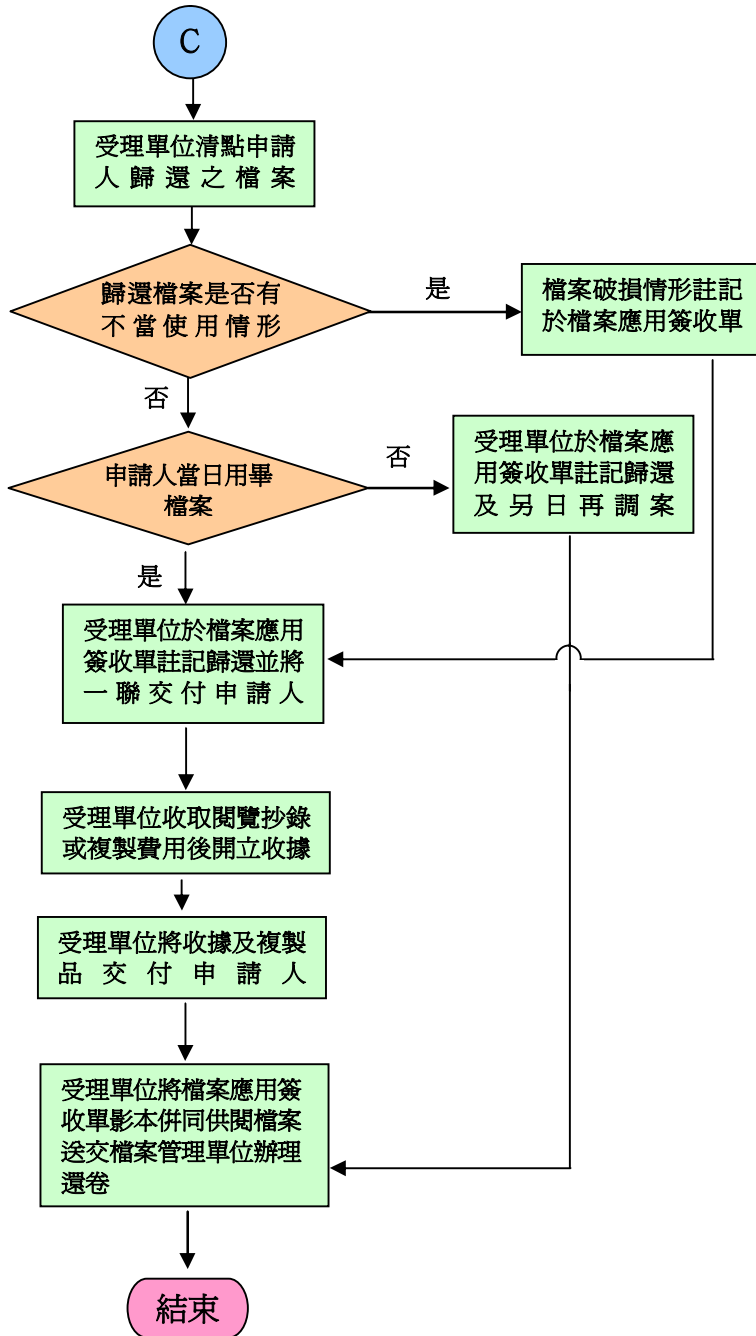 C
受理單位清點申請
人歸還之檔案
歸還檔案是否有
不當使用情形
是
檔案破損情形註記
於檔案應用簽收單
否
申請人當日用畢
檔案
否
受理單位於檔案應
用簽收單註記歸還
及另日再調案
是
受理單位於檔案應用
簽收單註記歸還並將
一聯交付申請人
受理單位收取閱覽抄錄
或複製費用後開立收據
受理單位將收據及複製
品交付申請人
受理單位將檔案應用簽
收單影本併同供閱檔案
送交檔案管理單位辦理
還卷
結束